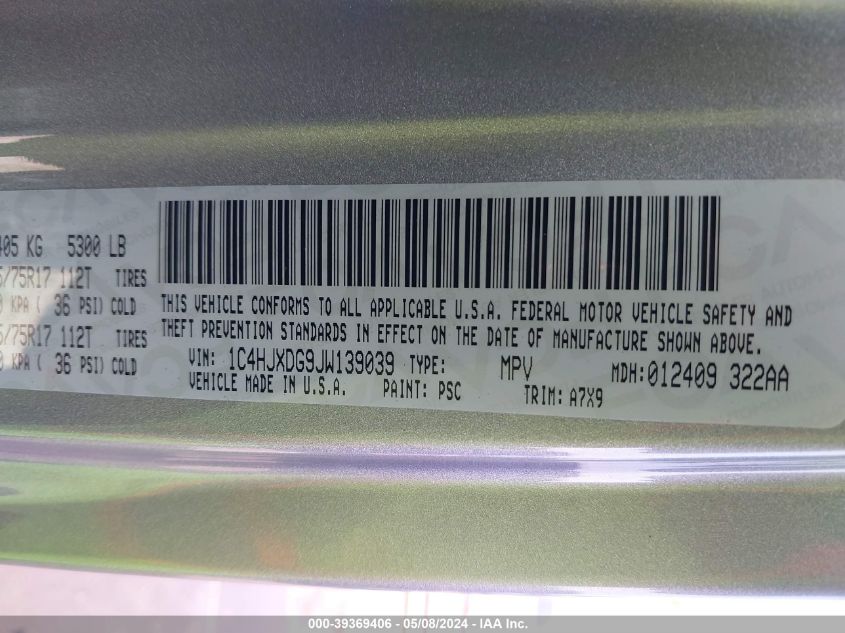 405 KG 5300 LB
/75R17 112T TIRES
KPA ( 36 PSI) COLD
/75R17 112T TIRES
KPA ( 36 PSI) COLD
THIS VEHICLE CONFORMS TO ALL APPLICABLE U.S.A. FEDERAL MOTOR VEHICLE SAFETY AND
THEFT PREVENTION STANDARDS IN EFFECT ON THE DATE OF MANUFACTURE SHOWN ABOVE.
VIN: 1C4HJXDG9JW139039 TYPE: MPV MDH:012409 322AA
VEHICLE MADE IN U.S.A. PAINT: PSC TRIM: A7X9
000-39369406 - 05/08/2024 - IAA Inc.